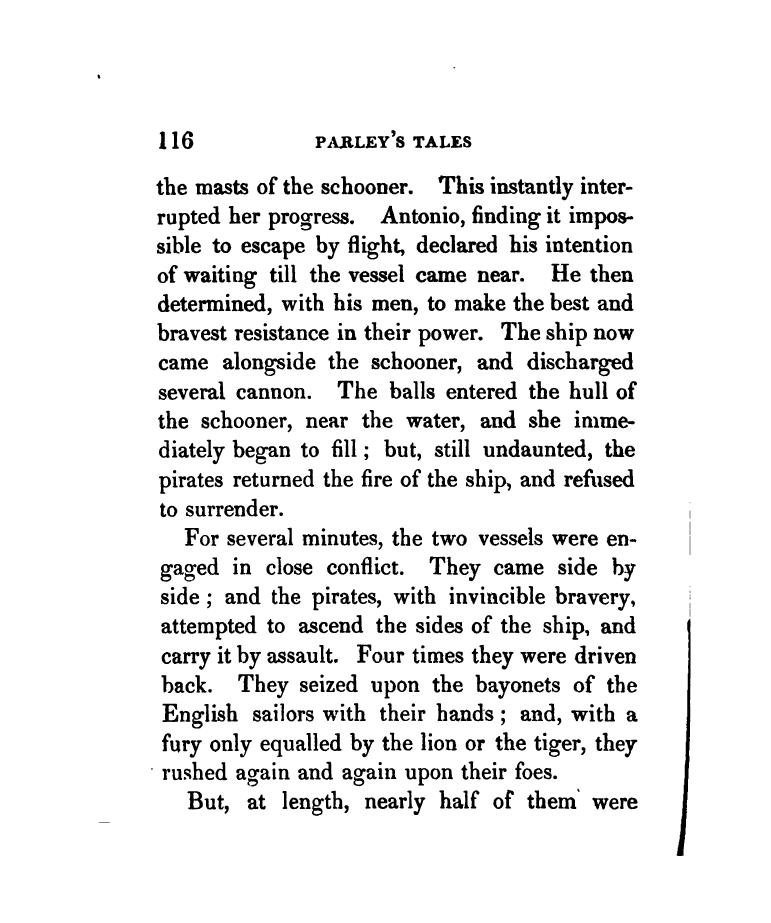 116 PARLEY'S TALES
the masts of the schooner. This instantly inter-
rupted her progress. Antonio, finding it impos-
sible to escape by flight, declared his intention
of waiting till the vessel came near. He then
determined, with his men, to make the best and
bravest resistance in their power. The ship now
came alongside the schooner, and discharged
several cannon. The balls entered the hull of
the schooner, near the water, and she imme-
diately began to fill ; but, still undaunted, the
pirates returned the fire of the ship, and refused
to surrender.
For several minutes, the two vessels were en-
gaged in close conflict. They came side by
side ; and the pirates, with invincible bravery,
attempted to ascend the sides of the ship, and
carry it by assault. Four times they were driven
back. They seized upon the bayonets of the
English sailors with their hands ; and, with a
fury only equalled by the lion or the tiger, they
rushed again and again upon their foes.
But, at length, nearly half of them were